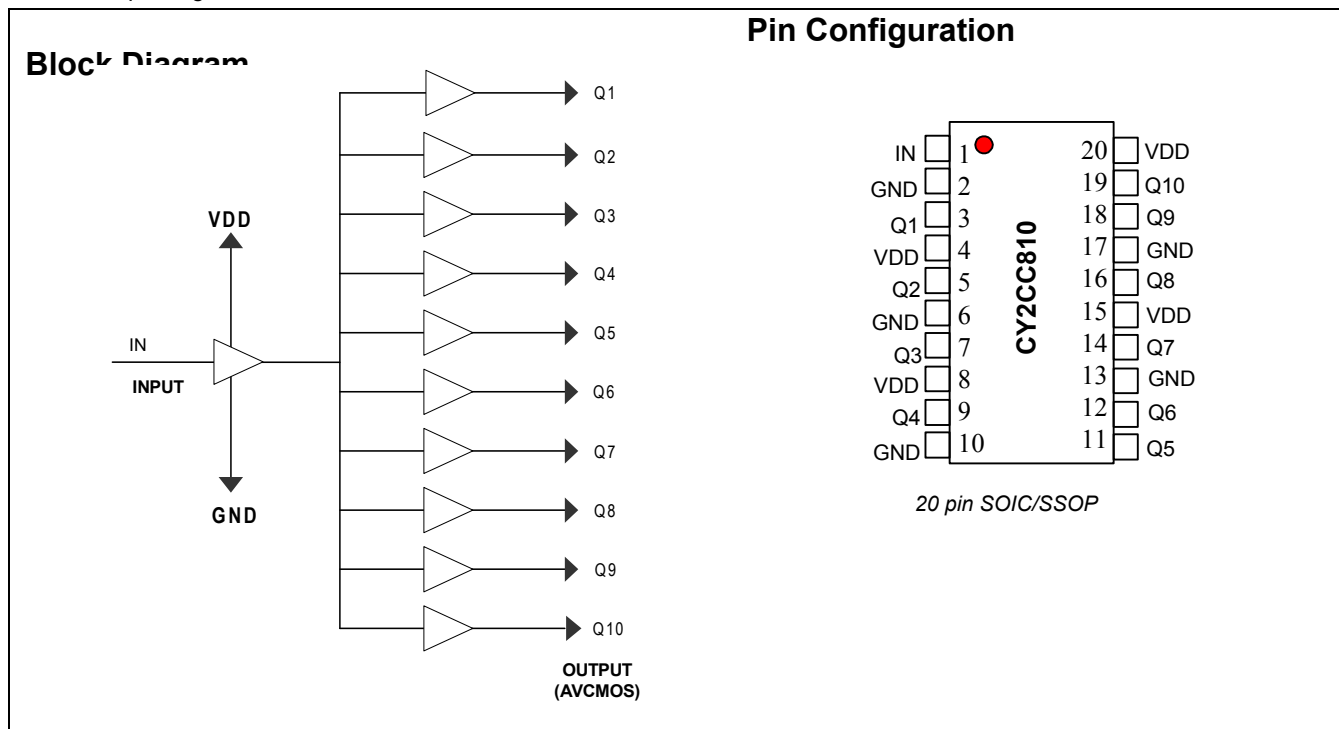 Pin Configuration
Block Diagram
Q1
Q2
Q3
Q4
Q5
Q6
Q7
Q8
Q9
Q10
VDD
IN
INPUT
GND
OUTPUT
(AVCMOS)
IN 1 20 VDD
GND 2 19 Q10
Q1 3 18 Q9
VDD 4 17 GND
Q2 5 16 Q8
GND 6 15 VDD
Q3 7 14 Q7
VDD 8 13 GND
Q4 9 12 Q6
GND 10 11 Q5
CY2CC810
20 pin SOIC/SSOP